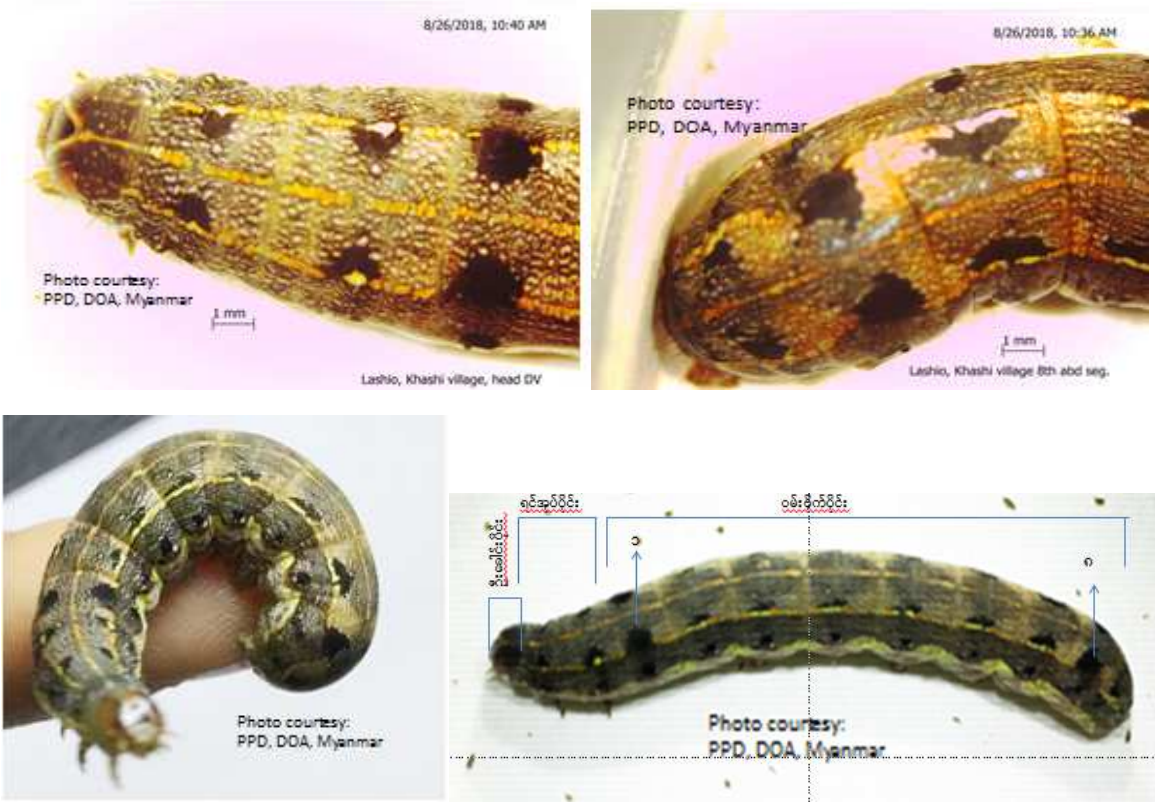 8/26/2018, 10:40 AM
Photo courtesy:
PPD, DOA, Myanmar
1 mm
Lashio, Khashi village, head DV
8/26/2018, 10:36 AM
Photo courtesy:
PPD, DOA, Myanmar
1 mm
Lashio, Khashi village 8th abd seg.
Photo courtesy:
PPD, DOA, Myanmar
ဦးခေါင်းပိုင်း
ရင်အုပ်ပိုင်း
ဝမ်းဗိုက်ပိုင်း
၁
၈
Photo courtesy:
PPD, DOA, Myanmar